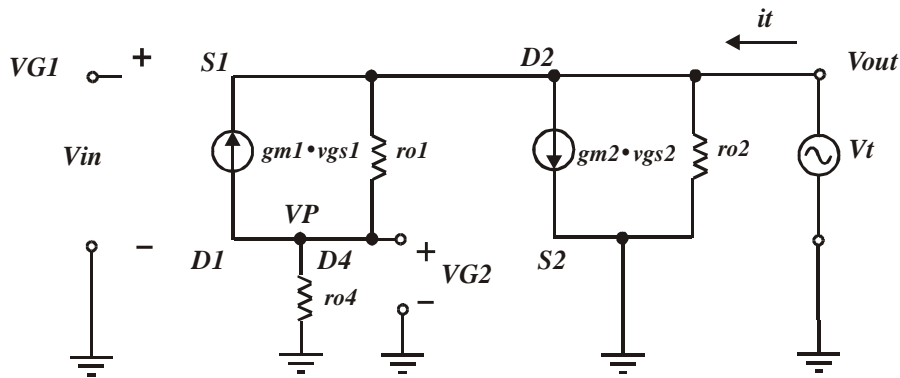 it
VG1 + S1 D2 Vout
Vin gm1•vgs1 ro1 gm2•vgs2 ro2 Vt
VP
– D1 D4 + S2
VG2
ro4 –